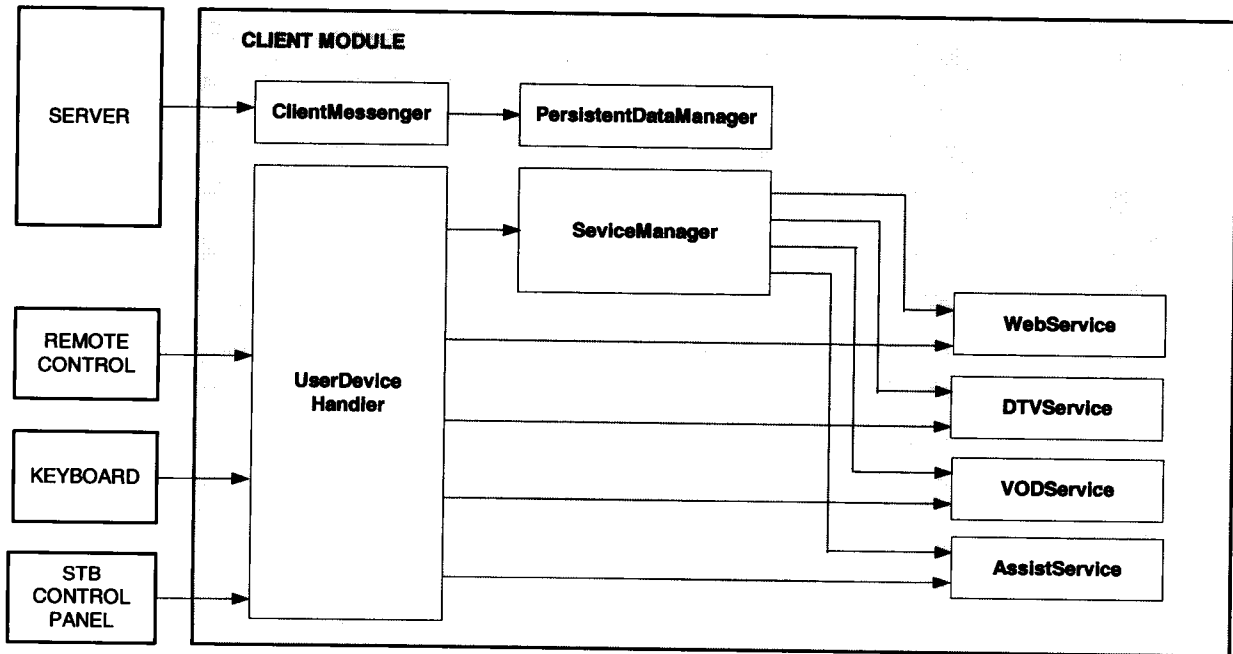 CLIENT MODULE
SERVER
ClientMessenger
PersistentDataManager
SeviceManager
REMOTE
CONTROL
UserDevice
Handler
WebService
DTVService
KEYBOARD
VODService
STB
CONTROL
PANEL
AssistService